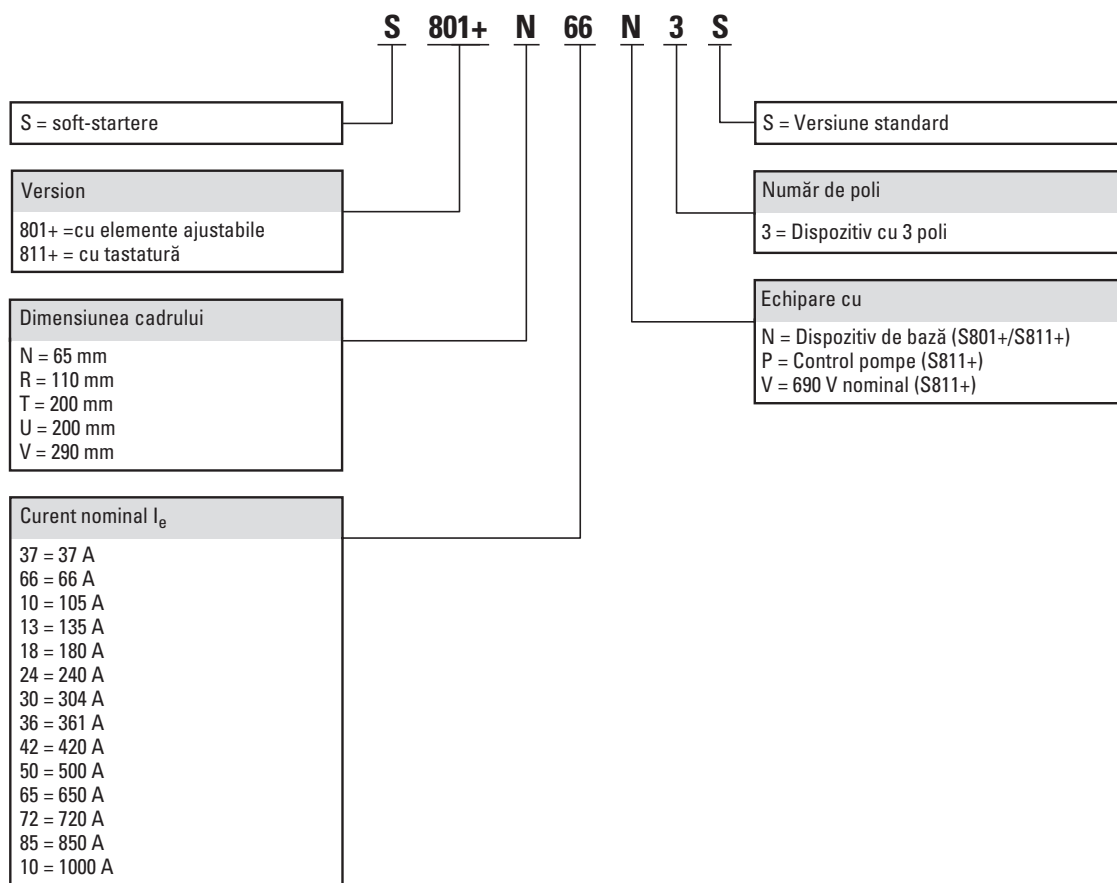 S 801+ N 66 N 3 S
S = soft-startere
Version
801+ =cu elemente ajustabile
811+ = cu tastatură
Dimensiunea cadrului
N = 65 mm
R = 110 mm
T = 200 mm
U = 200 mm
V = 290 mm
Curent nominal Ie
37 = 37 A
66 = 66 A
10 = 105 A
13 = 135 A
18 = 180 A
24 = 240 A
30 = 304 A
36 = 361 A
42 = 420 A
50 = 500 A
65 = 650 A
72 = 720 A
85 = 850 A
10 = 1000 A
S = Versiune standard
Număr de poli
3 = Dispozitiv cu 3 poli
Echipare cu
N = Dispozitiv de bază (S801+/S811+)
P = Control pompe (S811+)
V = 690 V nominal (S811+)